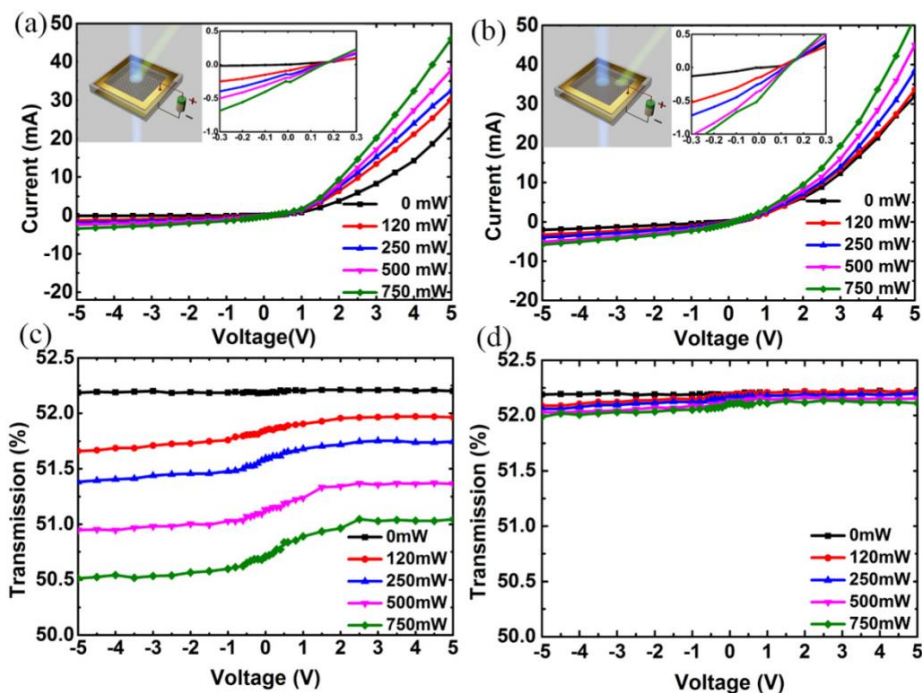 (a)
50
40
30
20
10
0
-10
-20
Current (mA)
0.5
0.0
-0.5
-1.0
-0.3 -0.2 -0.1 0.0 0.1 0.2 0.3
+
−
0 mW
120 mW
250 mW
500 mW
750 mW
-5 -4 -3 -2 -1 0 1 2 3 4 5
Voltage(V)
(b)
50
40
30
20
10
0
-10
-20
Current (mA)
0.5
0.0
-0.5
-1.0
-0.3 -0.2 -0.1 0.0 0.1 0.2 0.3
+
−
0 mW
120 mW
250 mW
500 mW
750 mW
-5 -4 -3 -2 -1 0 1 2 3 4 5
Voltage (V)
(c)
52.5
52.0
51.5
51.0
50.5
50.0
Transmission (%)
0mW
120mW
250mW
500mW
750mW
-5 -4 -3 -2 -1 0 1 2 3 4 5
Voltage (V)
(d)
52.5
52.0
51.5
51.0
50.5
50.0
Transmission (%)
0mW
120mW
250mW
500mW
750mW
-5 -4 -3 -2 -1 0 1 2 3 4 5
Voltage (V)